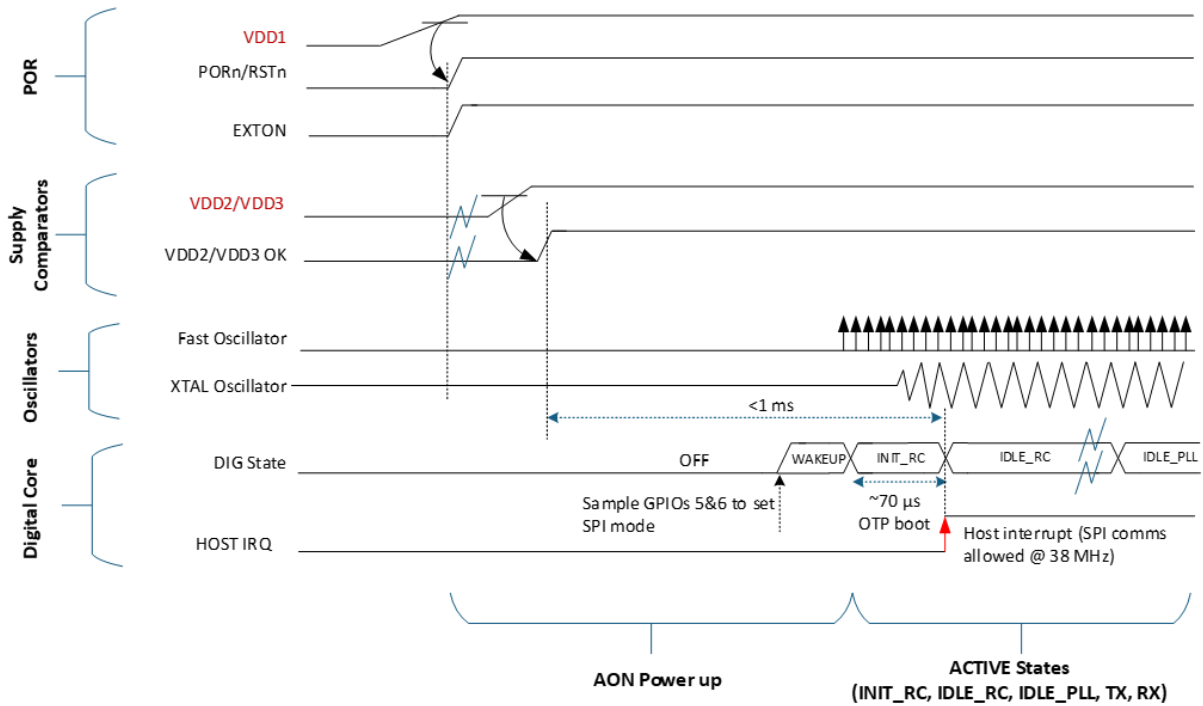 POR
VDD1
PORn/RSTn
EXTON
Supply
Comparators
VDD2/VDD3
VDD2/VDD3 OK
Oscillators
Fast Oscillator
XTAL Oscillator
<1 ms
Digital Core
DIG State
OFF
WAKEUP
INIT_RC
IDLE_RC
IDLE_PLL
Sample GPIOs 5&6 to set
SPI mode
~70 µs
OTP boot
HOST IRQ
Host interrupt (SPI comms
allowed @ 38 MHz)
AON Power up
ACTIVE States
(INIT_RC, IDLE_RC, IDLE_PLL, TX, RX)